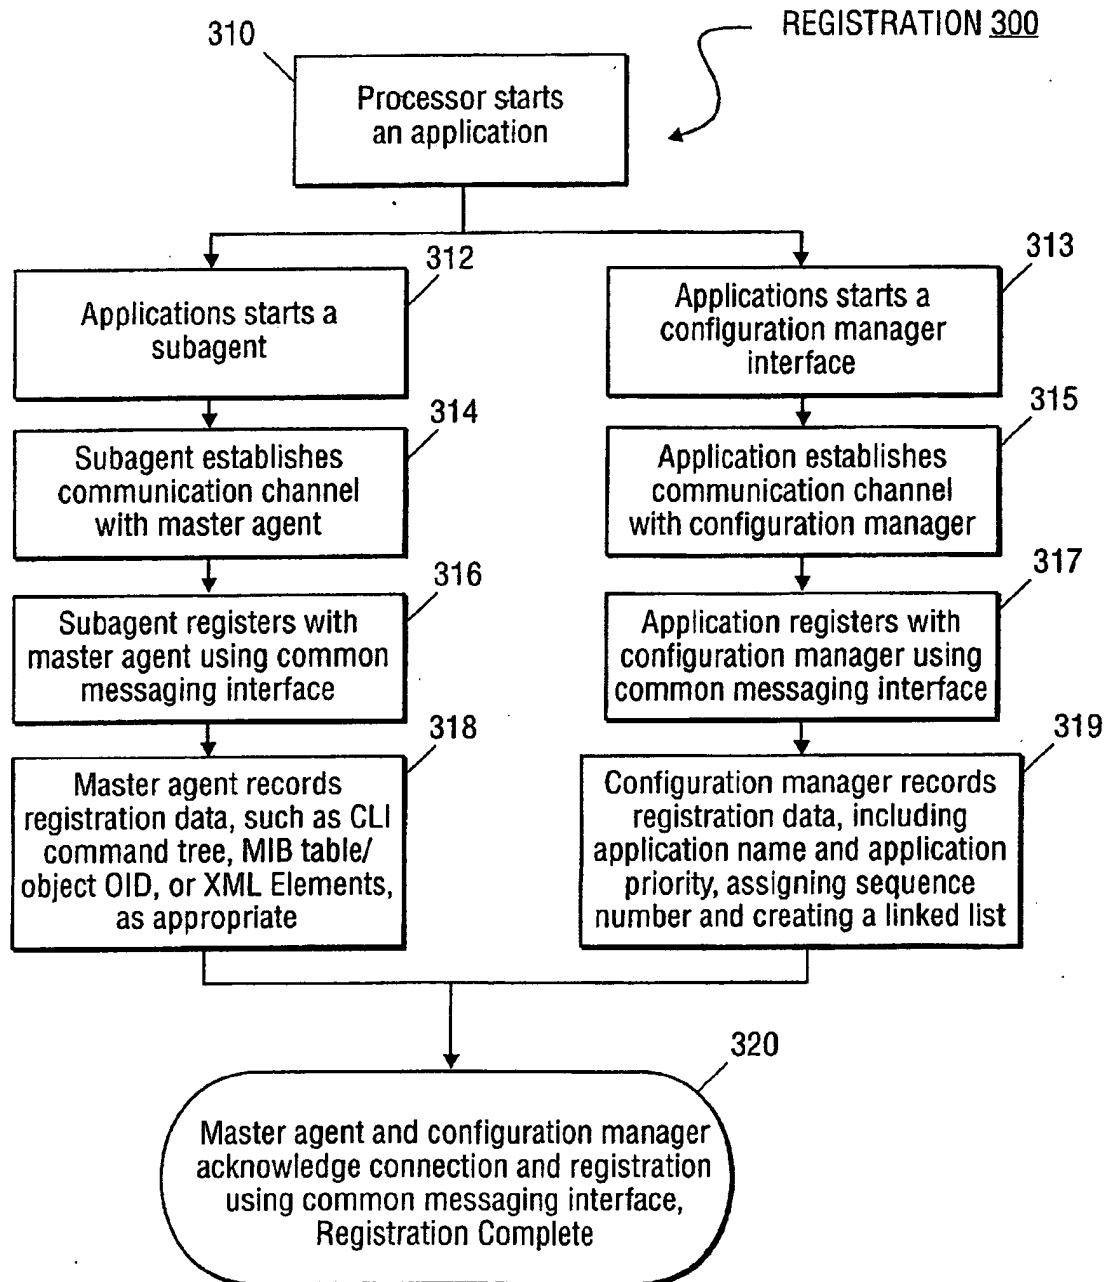 REGISTRATION 300
310
Processor starts
an application
312
Applications starts a
subagent
313
Applications starts a
configuration manager
interface
314
Subagent establishes
communication channel
with master agent
315
Application establishes
communication channel
with configuration manager
316
Subagent registers with
master agent using common
messaging interface
317
Application registers with
configuration manager using
common messaging interface
318
Master agent records
registration data, such as CLI
command tree, MIB table/
object OID, or XML Elements,
as appropriate
319
Configuration manager records
registration data, including
application name and application
priority, assigning sequence
number and creating a linked list
320
Master agent and configuration manager
acknowledge connection and registration
using common messaging interface,
Registration Complete